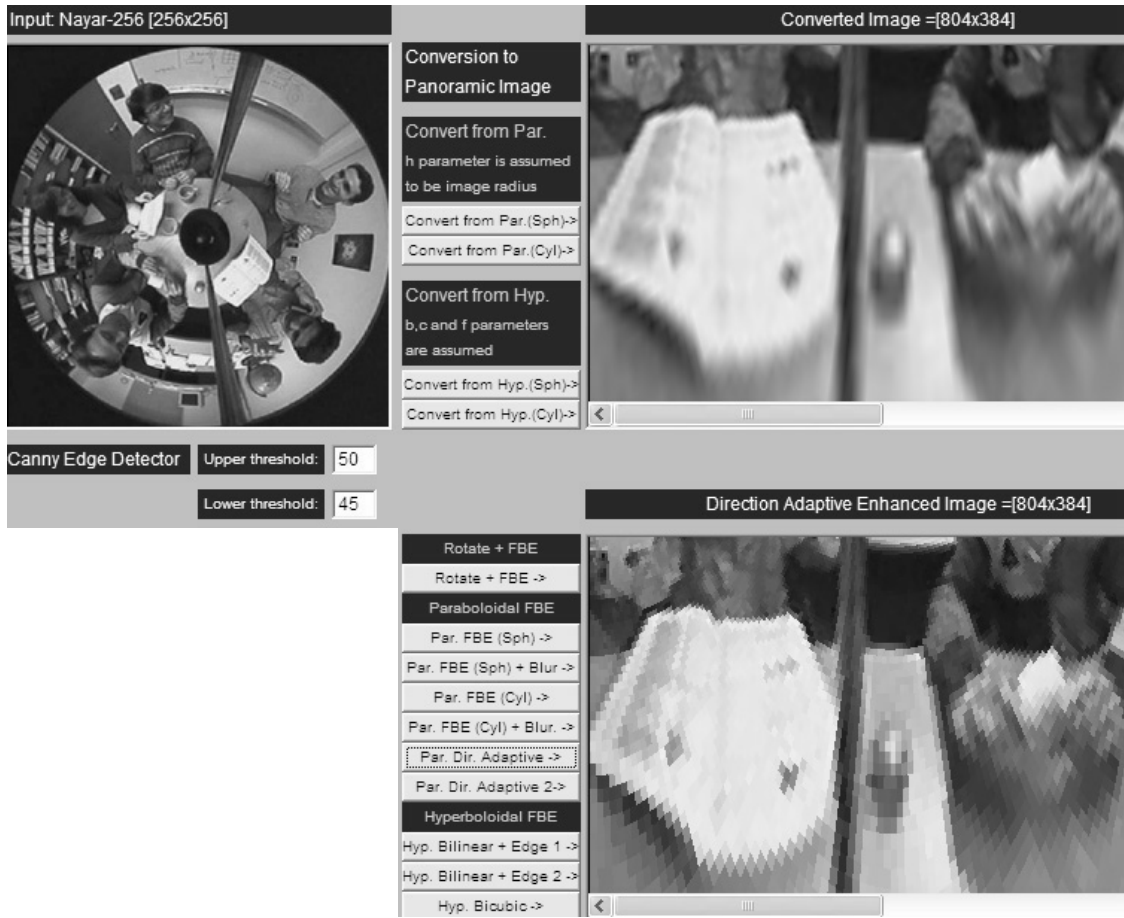 Input: Nayar-256 [256x256]
Converted Image =[804x384]
Conversion to
Panoramic Image
Convert from Par.
h parameter is assumed
to be image radius
Convert from Par.(Sph)->
Convert from Par.(Cyl)->
Convert from Hyp.
b,c and f parameters
are assumed
Convert from Hyp.(Sph)->
Convert from Hyp.(Cyl)->
Canny Edge Detector
Upper threshold: 50
Lower threshold: 45
Direction Adaptive Enhanced Image =[804x384]
Rotate + FBE
Rotate + FBE ->
Paraboloidal FBE
Par. FBE (Sph) ->
Par. FBE (Sph) + Blur ->
Par. FBE (Cyl) ->
Par. FBE (Cyl) + Blur. ->
Par. Dir. Adaptive ->
Par. Dir. Adaptive 2->
Hyperboloidal FBE
Hyp. Bilinear + Edge 1 ->
Hyp. Bilinear + Edge 2 ->
Hyp. Bicubic ->